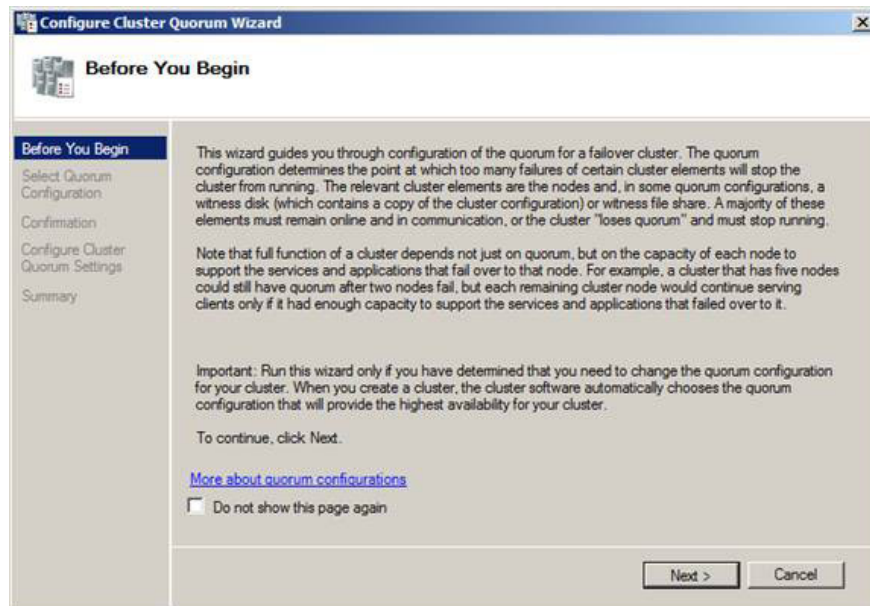 Configure Cluster Quorum Wizard
Before You Begin
Before You Begin
Select Quorum
Configuration
Confirmation
Configure Cluster
Quorum Settings
Summary
This wizard guides you through configuration of the quorum for a failover cluster. The quorum
configuration determines the point at which too many failures of certain cluster elements will stop the
cluster from running. The relevant cluster elements are the nodes and, in some quorum configurations, a
witness disk (which contains a copy of the cluster configuration) or witness file share. A majority of these
elements must remain online and in communication, or the cluster "loses quorum" and must stop running.
Note that full function of a cluster depends not just on quorum, but on the capacity of each node to
support the services and applications that fail over to that node. For example, a cluster that has five nodes
could still have quorum after two nodes fail, but each remaining cluster node would continue serving
clients only if it had enough capacity to support the services and applications that failed over to it.
Important: Run this wizard only if you have determined that you need to change the quorum configuration
for your cluster. When you create a cluster, the cluster software automatically chooses the quorum
configuration that will provide the highest availability for your cluster.
To continue, click Next.
More about quorum configurations
Do not show this page again
Next >
Cancel